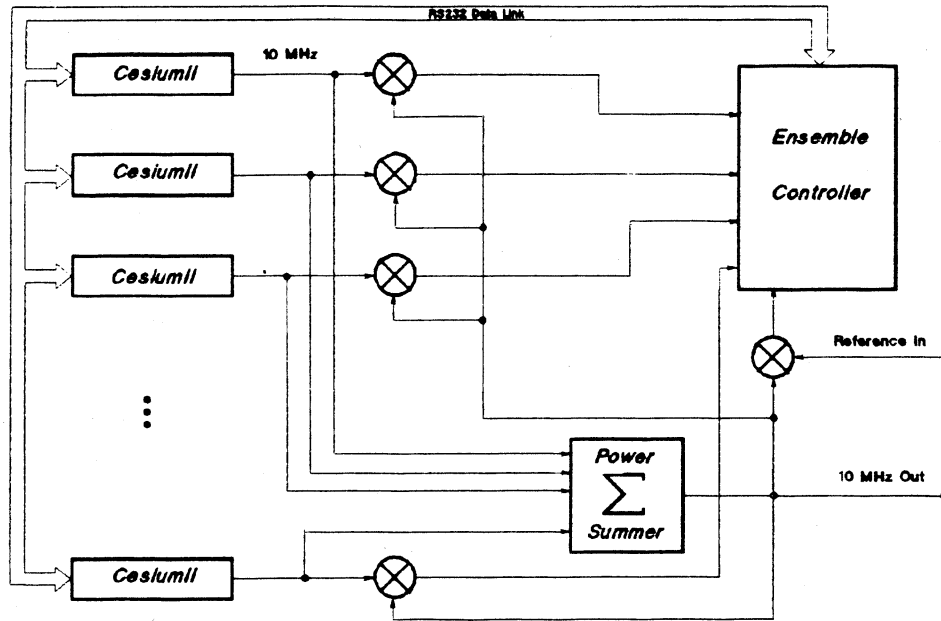 RS232 Data Link
10 MHz
CesiumII
Ensemble
Controller
CesiumII
CesiumII
Reference In
Power
Σ
Summer
10 MHz Out
CesiumII